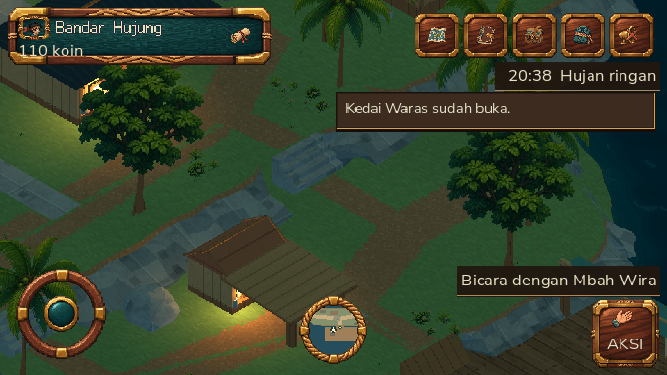 Bandar Hujung
110 koin
20:38 Hujan ringan
Kedai Waras sudah buka.
Bicara dengan Mbah Wira
AKSI